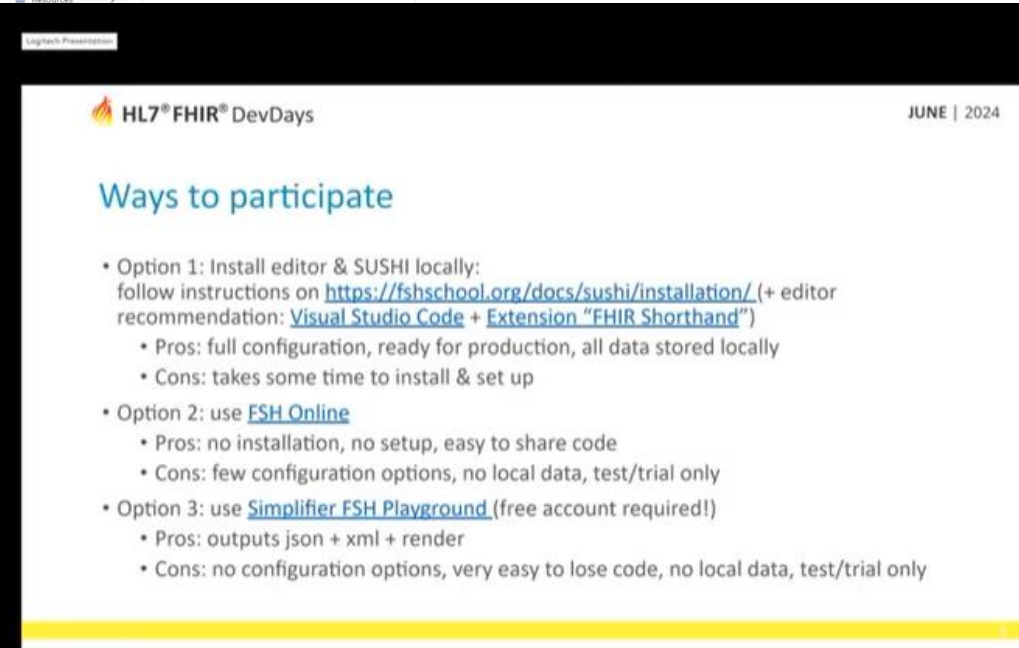 Resources
Logitech Presentation
HL7® FHIR® DevDays
JUNE | 2024
Ways to participate
• Option 1: Install editor & SUSHI locally:
follow instructions on https://fshschool.org/docs/sushi/installation/ (+ editor
recommendation: Visual Studio Code + Extension “FHIR Shorthand”)
• Pros: full configuration, ready for production, all data stored locally
• Cons: takes some time to install & set up
• Option 2: use FSH Online
• Pros: no installation, no setup, easy to share code
• Cons: few configuration options, no local data, test/trial only
• Option 3: use Simplifier FSH Playground (free account required!)
• Pros: outputs json + xml + render
• Cons: no configuration options, very easy to lose code, no local data, test/trial only